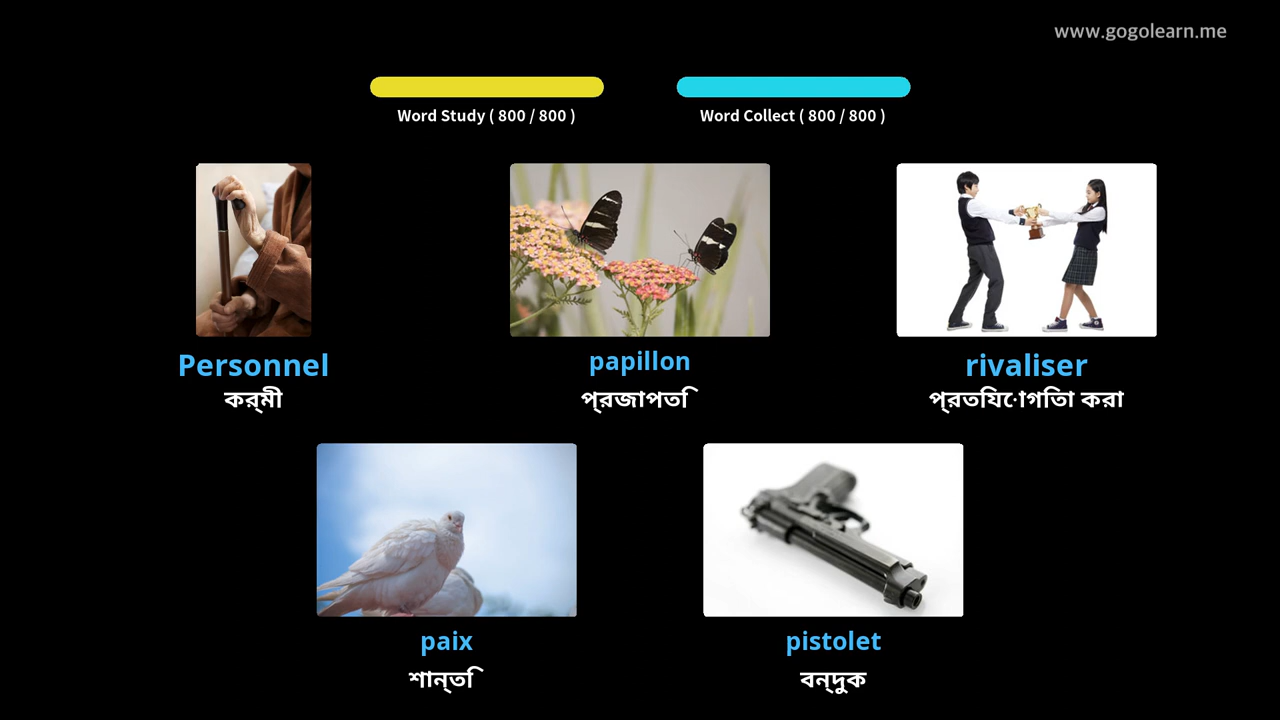 www.gogolearn.me
Word Study ( 800 / 800 )
Word Collect ( 800 / 800 )
Personnel
papillon
rivaliser
কর্মী
প্রজাপতি
প্রতিযোগিতা করা
paix
pistolet
শান্তি
বন্দুক